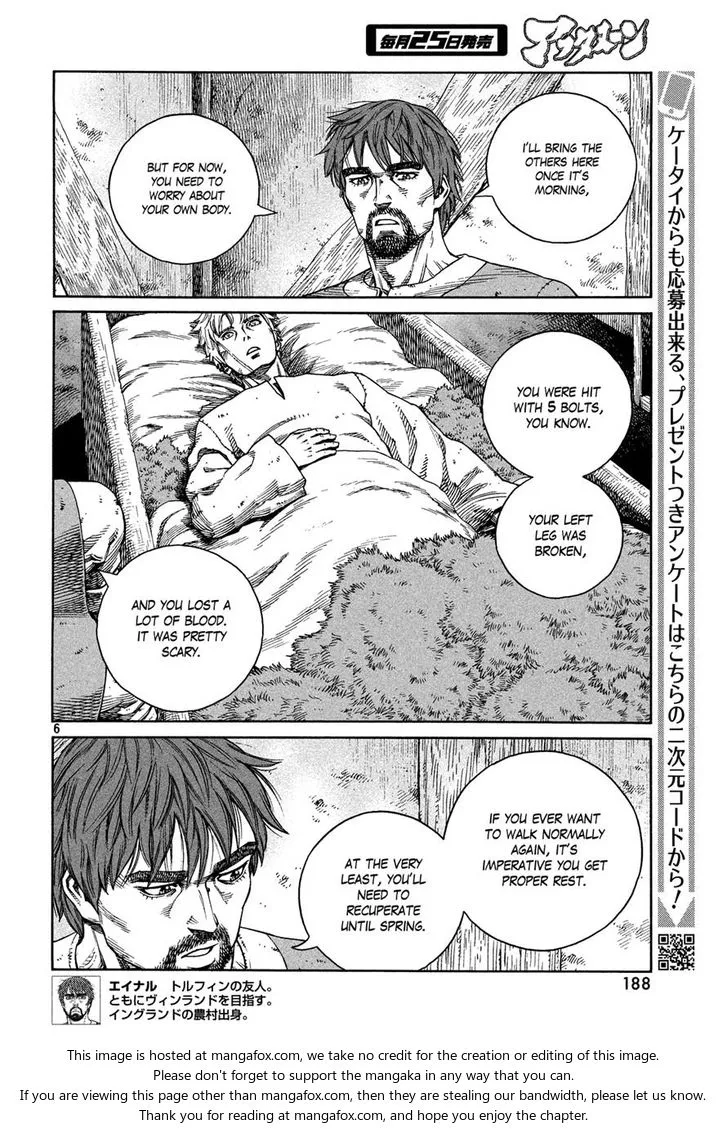 毎月25日発売
アフタヌーン
I'LL BRING THE
OTHERS HERE
ONCE IT'S
MORNING,
BUT FOR NOW,
YOU NEED TO
WORRY ABOUT
YOUR OWN BODY.
YOU WERE HIT
WITH 5 BOLTS,
YOU KNOW.
YOUR LEFT
LEG WAS
BROKEN,
AND YOU LOST A
LOT OF BLOOD.
IT WAS PRETTY
SCARY.
6
IF YOU EVER WANT
TO WALK NORMALLY
AGAIN, IT'S
IMPERATIVE YOU GET
PROPER REST.
AT THE VERY
LEAST, YOU'LL
NEED TO
RECUPERATE
UNTIL SPRING.
ケータイからも応募出来る、プレゼントつきアンケートはこちらの二次元コードから!
188
エイナル トルフィンの友人。
ともにヴィンランドを目指す。
イングランドの農村出身。
This image is hosted at mangafox.com, we take no credit for the creation or editing of this image.
Please don't forget to support the mangaka in any way that you can.
If you are viewing this page other than mangafox.com, then they are stealing our bandwidth, please let us know.
Thank you for reading at mangafox.com, and hope you enjoy the chapter.